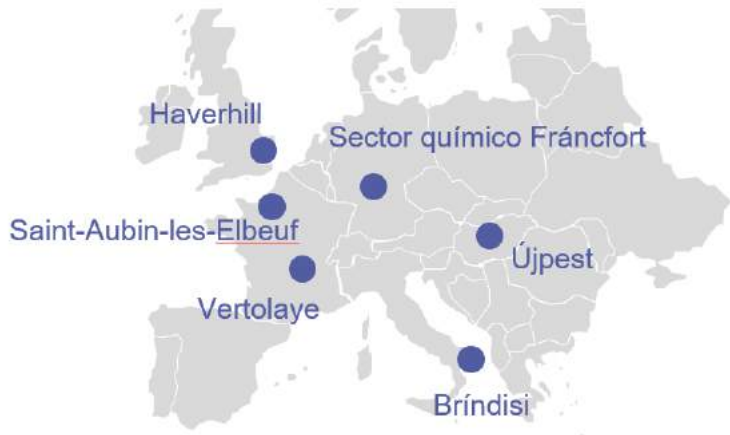 Haverhill
Sector químico Fráncfort
Saint-Aubin-les-Elbeuf
Újpest
Vertolaye
Bríndisi